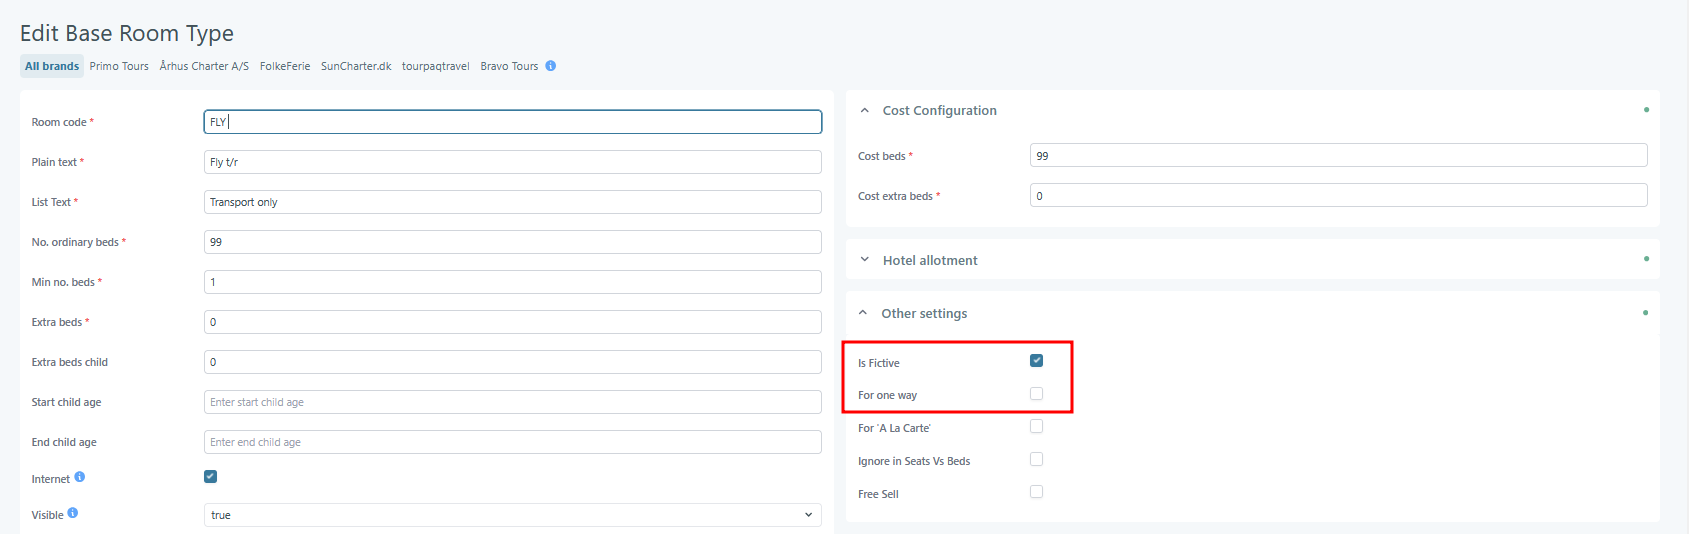 Edit Base Room Type
All brands Primo Tours Århus Charter A/S FolkeFerie SunCharter.dk tourpaqtravel Bravo Tours
Room code * FLY
Plain text * Fly t/r
List Text * Transport only
No. ordinary beds * 99
Min no. beds * 1
Extra beds * 0
Extra beds child 0
Start child age Enter start child age
End child age Enter end child age
Internet
Visible true
Cost Configuration
Cost beds * 99
Cost extra beds * 0
Hotel allotment
Other settings
Is Fictive
For one way
For 'A La Carte'
Ignore in Seats Vs Beds
Free Sell